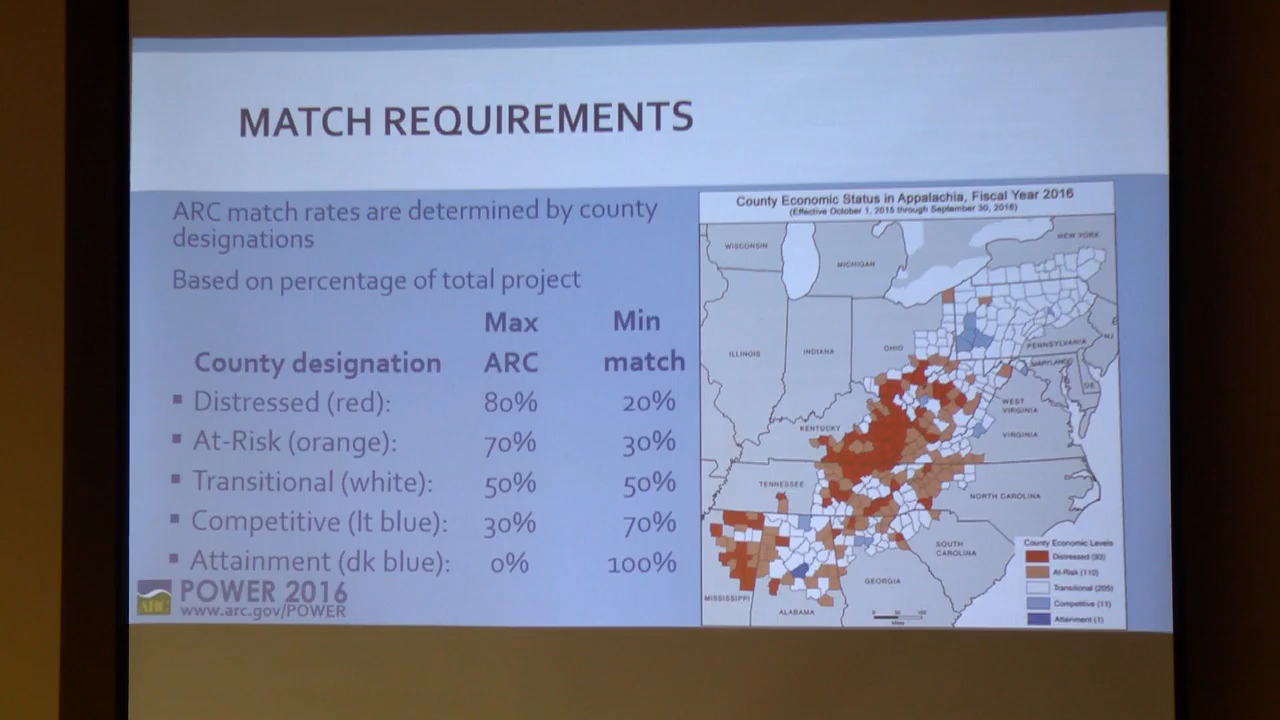 MATCH REQUIREMENTS
ARC match rates are determined by county
designations
Based on percentage of total project
Max Min
County designation ARC match
▪ Distressed (red): 80% 20%
▪ At-Risk (orange): 70% 30%
▪ Transitional (white): 50% 50%
▪ Competitive (lt blue): 30% 70%
▪ Attainment (dk blue): 0% 100%
ARC
POWER 2016
www.arc.gov/POWER
County Economic Status in Appalachia, Fiscal Year 2016
(Effective October 1, 2015 through September 30, 2016)
WISCONSIN
MICHIGAN
NEW YORK
ILLINOIS
INDIANA
OHIO
PENNSYLVANIA
NJ
MARYLAND
DE
WEST
VIRGINIA
KENTUCKY
VIRGINIA
TENNESSEE
NORTH CAROLINA
SOUTH
CAROLINA
MISSISSIPPI
ALABAMA
GEORGIA
County Economic Levels
Distressed (93)
At-Risk (110)
Transitional (205)
Competitive (11)
Attainment (1)
0 50 100
Miles